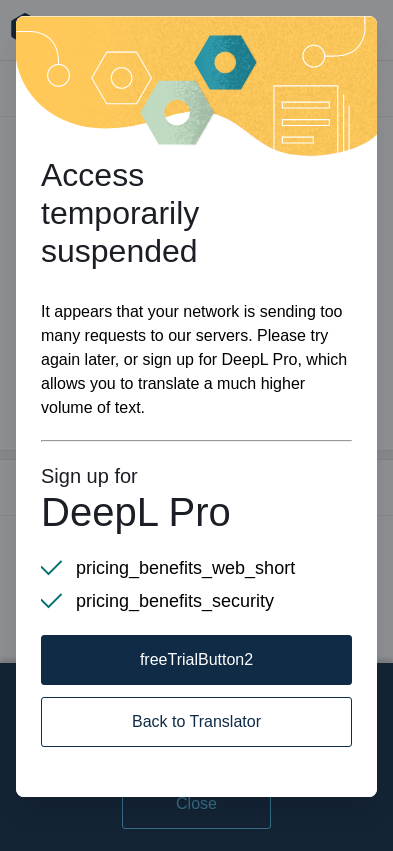 Access
temporarily
suspended
It appears that your network is sending too
many requests to our servers. Please try
again later, or sign up for DeepL Pro, which
allows you to translate a much higher
volume of text.
Sign up for
DeepL Pro
pricing_benefits_web_short
pricing_benefits_security
freeTrialButton2
Back to Translator
Close